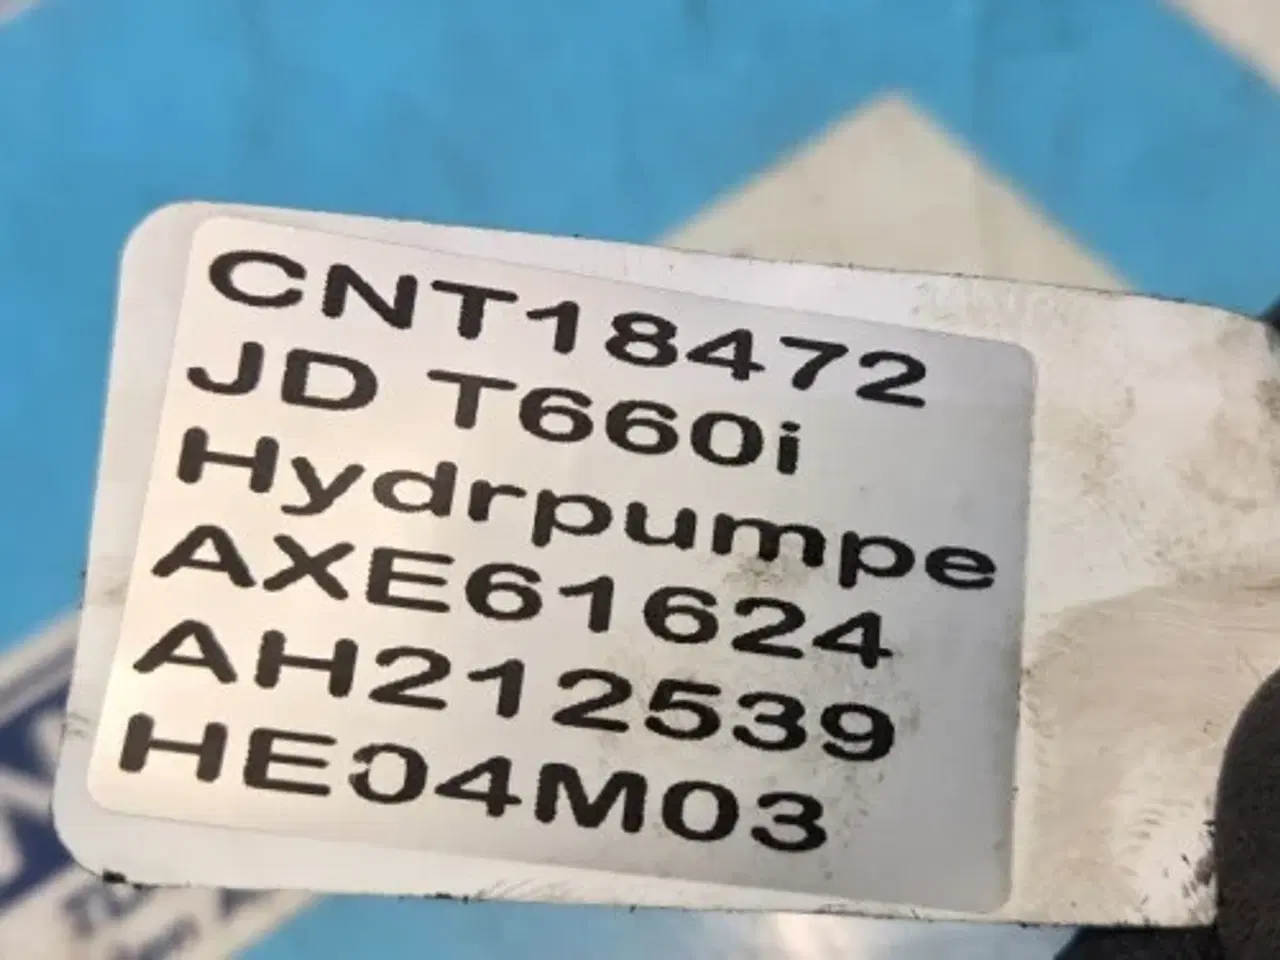 CNT18472
JD T660i
Hydrpumpe
AXE61624
AH212539
HE04M03